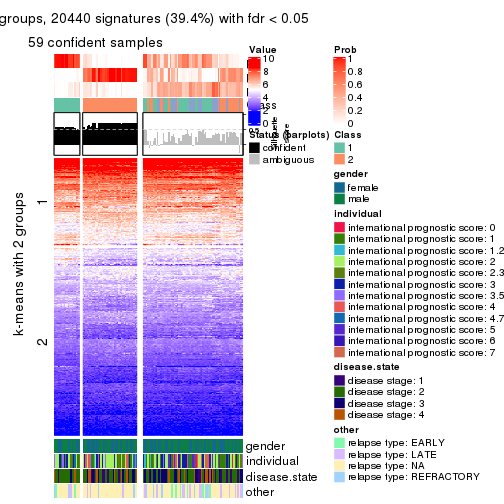 groups, 20440 signatures (39.4%) with fdr < 0.05
59 confident samples
k-means with 2 groups
1
2
Value
10
8
6
4
2
0
Status (barplots)
confident
ambiguous
Prob
1
0.8
0.6
0.4
0.2
0
Class
1
2
gender
female
male
individual
international prognostic score: 0
international prognostic score: 1
international prognostic score: 1.2
international prognostic score: 2
international prognostic score: 2.3
international prognostic score: 3
international prognostic score: 3.5
international prognostic score: 4
international prognostic score: 4.7
international prognostic score: 5
international prognostic score: 6
international prognostic score: 7
disease.state
disease stage: 1
disease stage: 2
disease stage: 3
disease stage: 4
other
relapse type: EARLY
relapse type: LATE
relapse type: NA
relapse type: REFRACTORY
gender
individual
disease.state
other